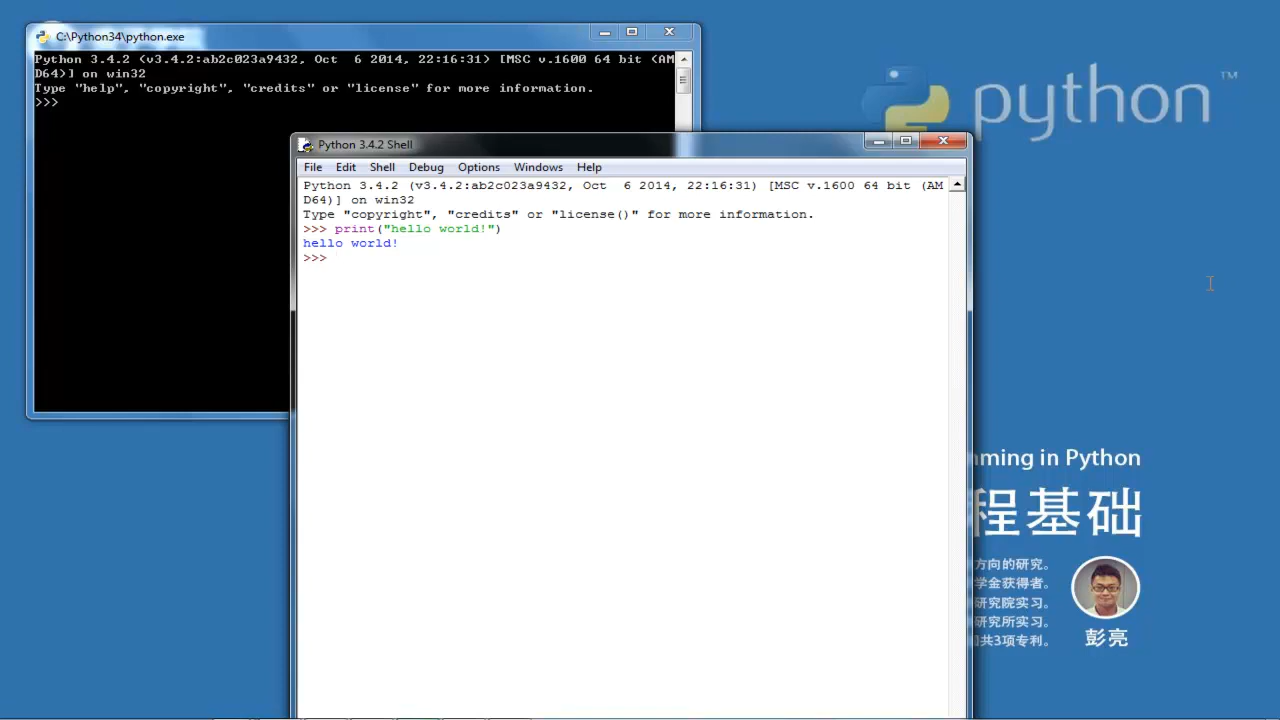 C:\Python34\python.exe
Python 3.4.2 (v3.4.2:ab2c023a9432, Oct  6 2014, 22:16:31) [MSC v.1600 64 bit (AM
D64)] on win32
Type "help", "copyright", "credits" or "license" for more information.
>>>
python™
Python 3.4.2 Shell
File Edit Shell Debug Options Windows Help
Python 3.4.2 (v3.4.2:ab2c023a9432, Oct  6 2014, 22:16:31) [MSC v.1600 64 bit (AM
D64)] on win32
Type "copyright", "credits" or "license()" for more information.
>>> print("hello world!")
hello world!
>>>
mming in Python
程基础
方向的研究。
学金获得者。
研究院实习。
研究所实习。
共3项专利。
彭亮